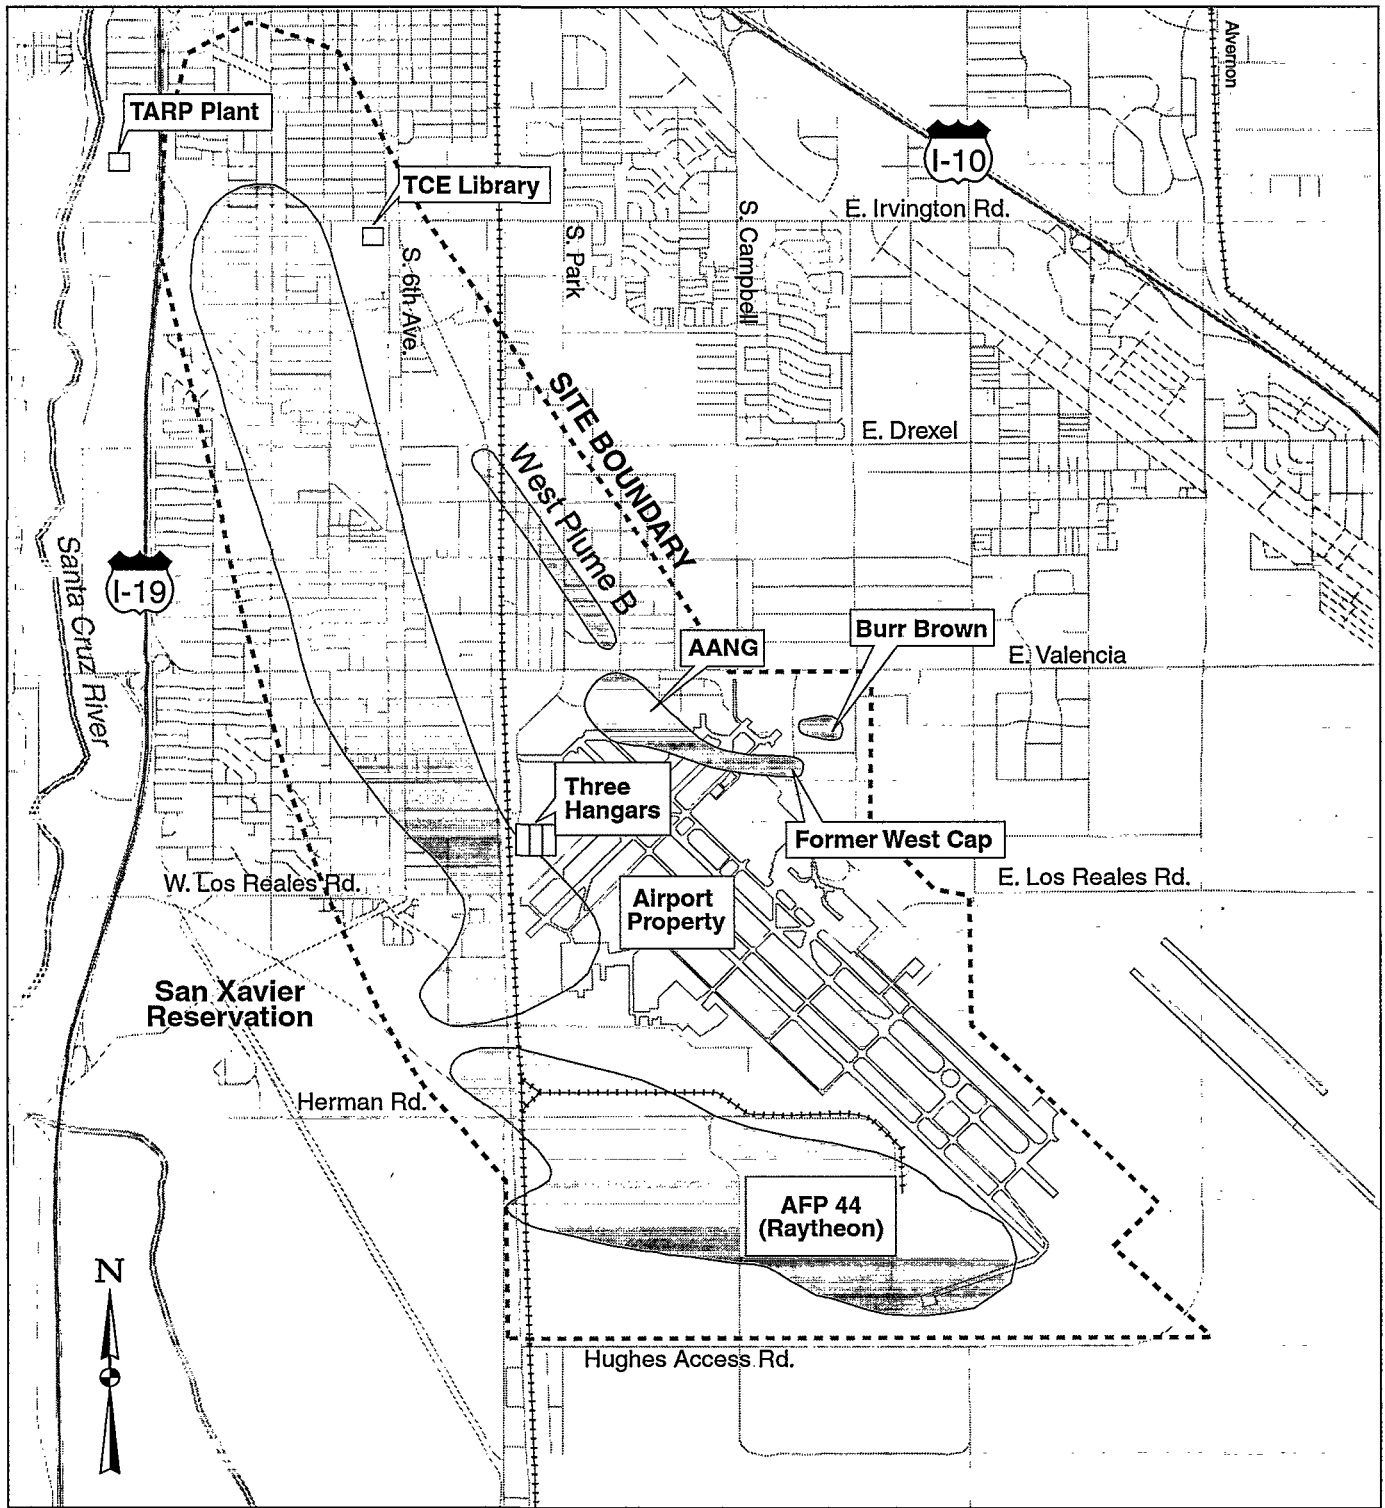 Alvernon
TARP Plant
I-10
TCE Library
E. Irvington Rd.
S. Campbell
S. Park
S. 6th Ave.
SITE BOUNDARY
E. Drexel
West Plume B
Santa Cruz River
I-19
Burr Brown
AANG
E. Valencia
Three
Hangars
Former West Cap
W. Los Reales Rd.
E. Los Reales Rd.
Airport
Property
San Xavier
Reservation
Herman Rd.
AFP 44
(Raytheon)
N
Hughes Access Rd.